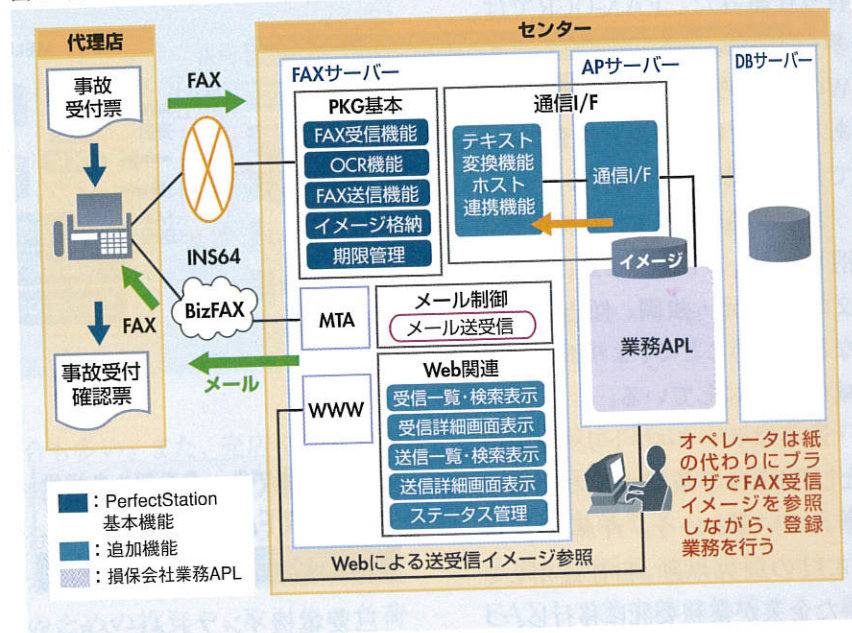 代理店
事故
受付票
FAX
INS64
BizFAX
FAX
メール
事故受付
確認票
センター
FAXサーバー
PKG基本
FAX受信機能
OCR機能
FAX送信機能
イメージ格納
期限管理
通信I/F
テキスト
変換機能
ホスト
連携機能
APサーバー
通信I/F
イメージ
業務APL
DBサーバー
MTA
メール制御
メール送受信
WWW
Web関連
受信一覧・検索表示
受信詳細画面表示
送信一覧・検索表示
送信詳細画面表示
ステータス管理
Webによる送受信イメージ参照
オペレータは紙
の代わりにブラ
ウザでFAX受信
イメージを参照
しながら、登録
業務を行う
：PerfectStation
基本機能
：追加機能
：損保会社業務APL